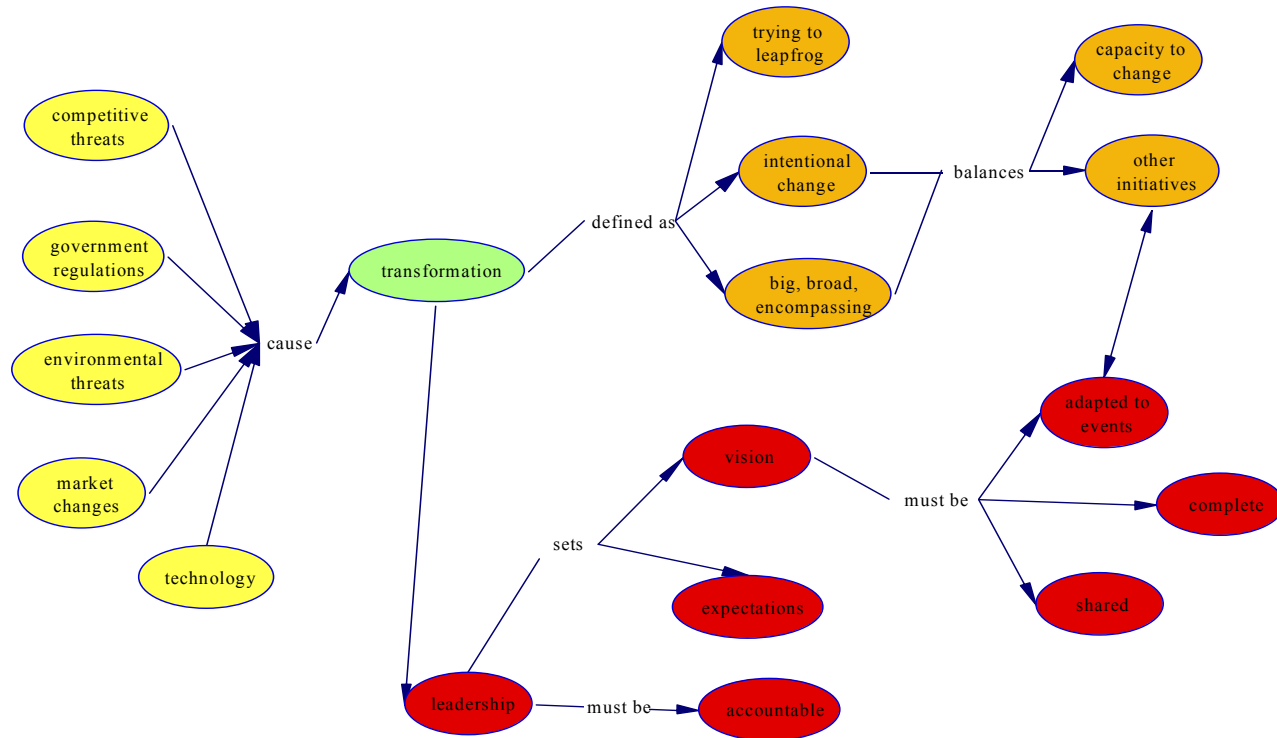 trying to
leapfrog
capacity to
change
competitive
threats
intentional
change
balances
other
initiatives
defined as
government
regulations
transformation
big, broad,
encompassing
cause
environmental
threats
adapted to
events
vision
market
changes
must be
complete
sets
technology
expectations
shared
leadership
must be
accountable